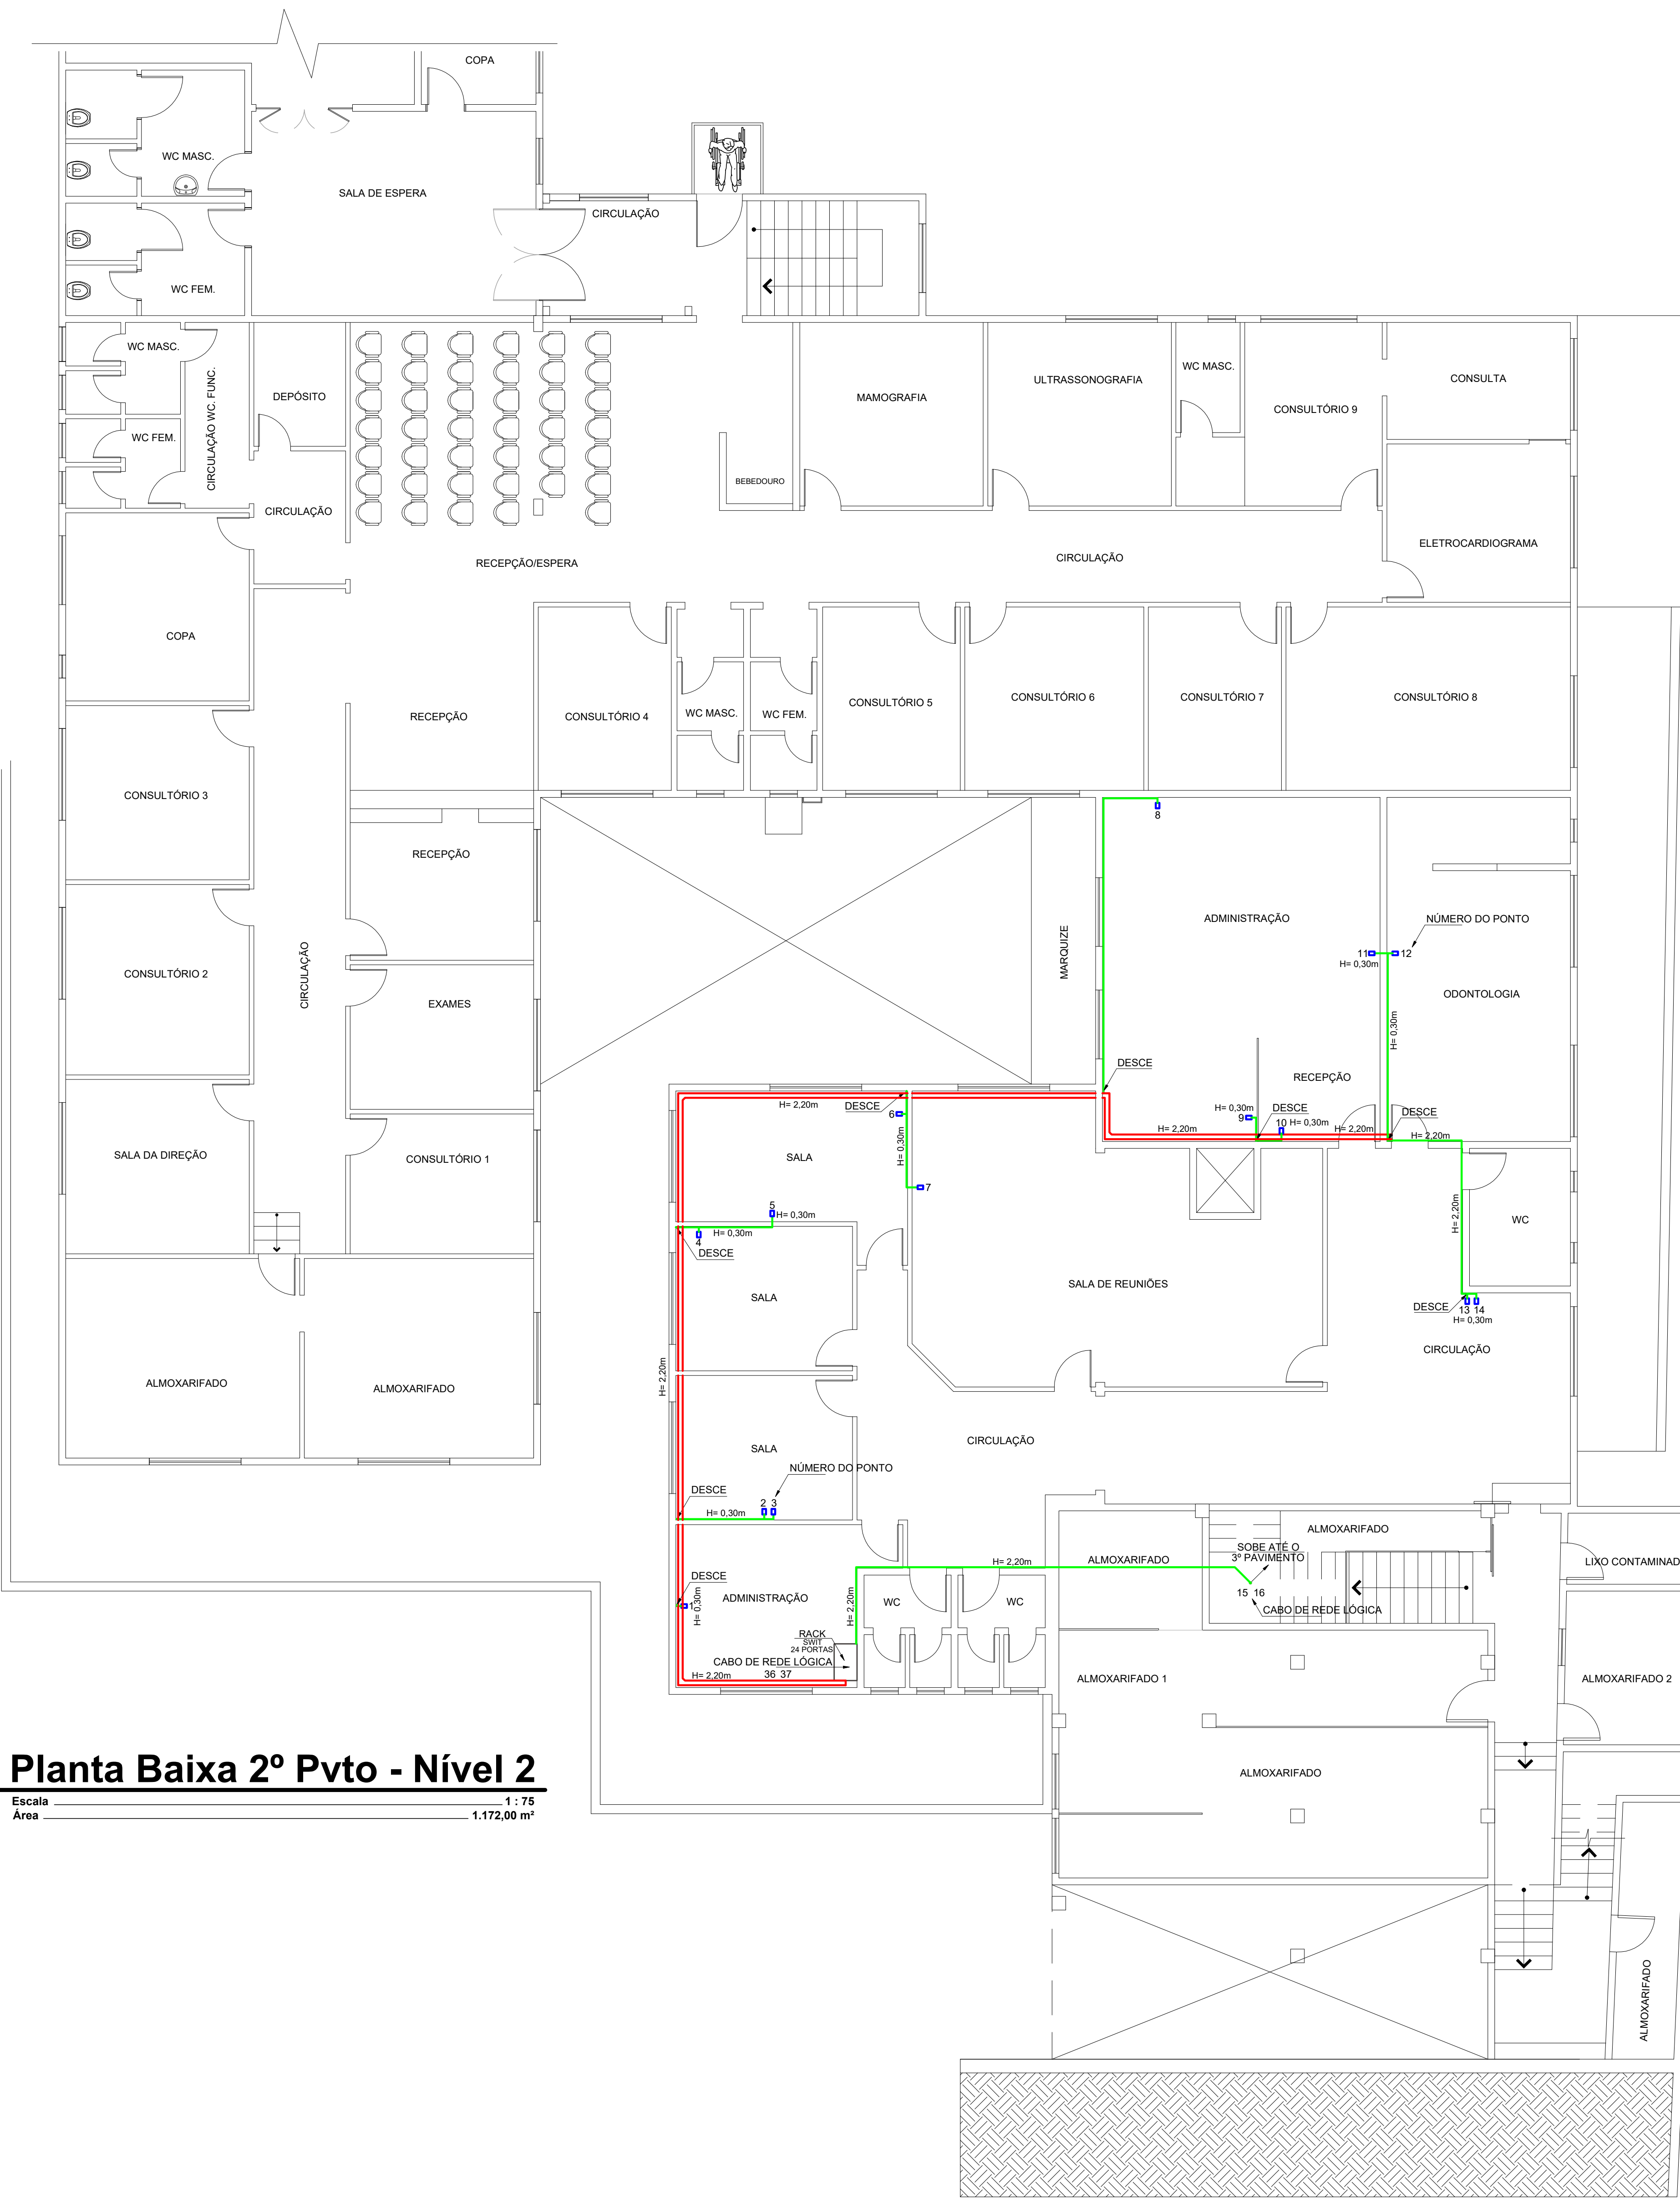 COPA
WC MASC.
SALA DE ESPERA
CIRCULAÇÃO
WC FEM.
WC MASC.
CIRCULAÇÃO WC. FUNC.
DEPÓSITO
WC FEM.
CIRCULAÇÃO
BEBEDOURO
MAMOGRAFIA
ULTRASSONOGRAFIA
WC MASC.
CONSULTÓRIO 9
CONSULTA
ELETROCARDIOGRAMA
RECEPÇÃO/ESPERA
CIRCULAÇÃO
COPA
RECEPÇÃO
CONSULTÓRIO 4
WC MASC.
WC FEM.
CONSULTÓRIO 5
CONSULTÓRIO 6
CONSULTÓRIO 7
CONSULTÓRIO 8
CONSULTÓRIO 3
RECEPÇÃO
8
CONSULTÓRIO 2
CIRCULAÇÃO
EXAMES
MARQUIZE
ADMINISTRAÇÃO
NÚMERO DO PONTO
11
12
H= 0,30m
ODONTOLOGIA
H= 0,30m
DESCE
RECEPÇÃO
H= 2,20m
DESCE
6
H= 0,30m
7
H= 0,30m
9
DESCE
10
H= 0,30m
DESCE
H= 2,20m
H= 2,20m
H= 2,20m
SALA DA DIREÇÃO
CONSULTÓRIO 1
SALA
5
H= 0,30m
H= 0,30m
4
DESCE
H= 2,20m
WC
SALA
SALA DE REUNIÕES
DESCE
13 14
H= 0,30m
CIRCULAÇÃO
ALMOXARIFADO
ALMOXARIFADO
H= 2,20m
SALA
CIRCULAÇÃO
NÚMERO DO PONTO
DESCE
2 3
H= 0,30m
ALMOXARIFADO
SOBE ATÉ O
3º PAVIMENTO
H= 2,20m
ALMOXARIFADO
LIXO CONTAMINAD
DESCE
1
H= 0,30m
ADMINISTRAÇÃO
H= 2,20m
WC
WC
15 16
CABO DE REDE LÓGICA
RACK
SWIT
24 PORTAS
CABO DE REDE LÓGICA
H= 2,20m
36 37
ALMOXARIFADO 1
ALMOXARIFADO 2
ALMOXARIFADO
Planta Baixa 2º Pvto - Nível 2
Escala 1 : 75
Área 1.172,00 m²
ALMOXARIFADO